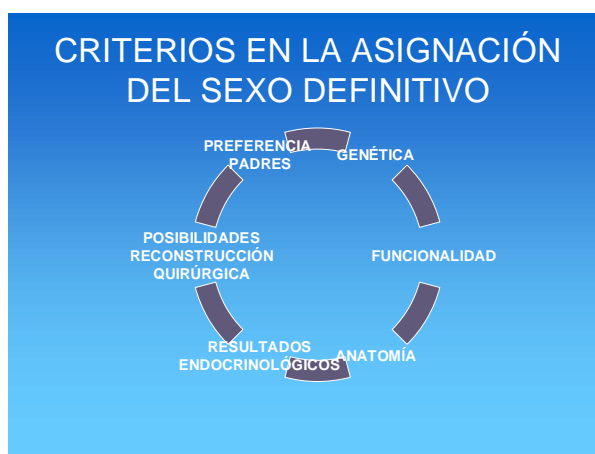 CRITERIOS EN LA ASIGNACIÓN
DEL SEXO DEFINITIVO
PREFERENCIA
PADRES
GENÉTICA
POSIBILIDADES
RECONSTRUCCIÓN
QUIRÚRGICA
FUNCIONALIDAD
RESULTADOS
ENDOCRINOLÓGICOS
ANATOMÍA